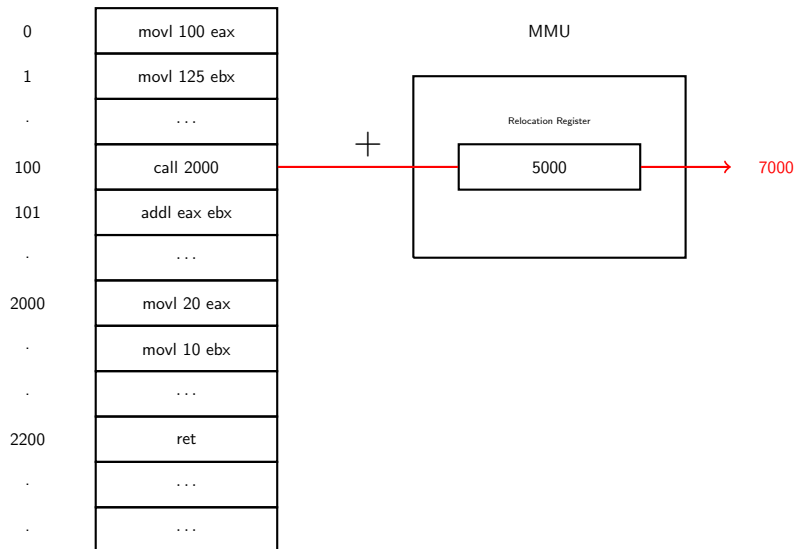 0 movl 100 eax MMU
1 movl 125 ebx
. ...
Relocation Register
+
100 call 2000 5000 7000
101 addl eax ebx
. ...
2000 movl 20 eax
. movl 10 ebx
. ...
2200 ret
. ...
. ...